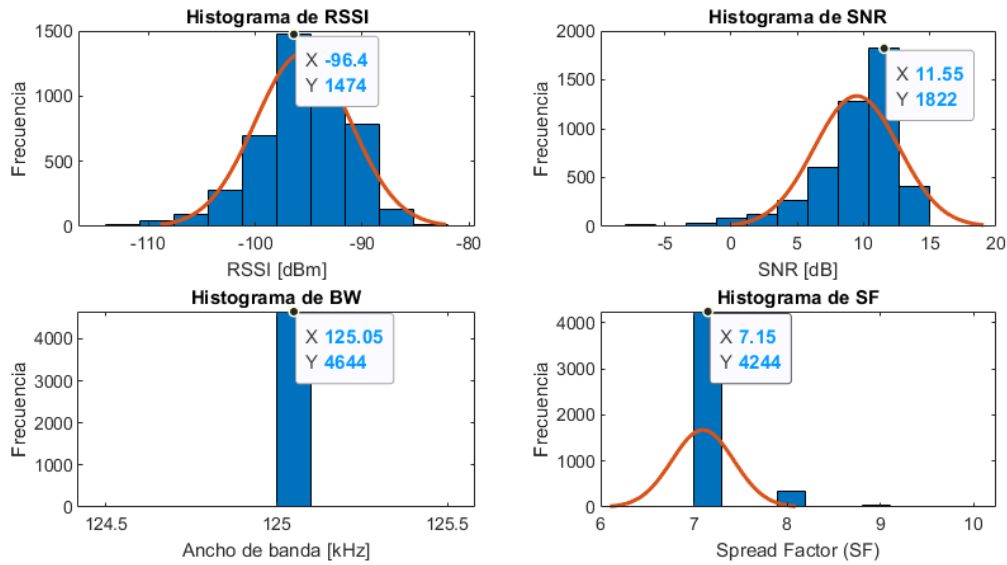 Histograma de RSSI
1500
1000
500
0
Frecuencia
X -96.4
Y 1474
-110
-100
-90
-80
RSSI [dBm]
Histograma de SNR
2000
1500
1000
500
0
Frecuencia
X 11.55
Y 1822
-5
0
5
10
15
20
SNR [dB]
Histograma de BW
4000
3000
2000
1000
0
Frecuencia
X 125.05
Y 4644
124.5
125
125.5
Ancho de banda [kHz]
Histograma de SF
4000
3000
2000
1000
0
Frecuencia
X 7.15
Y 4244
6
7
8
9
10
Spread Factor (SF)